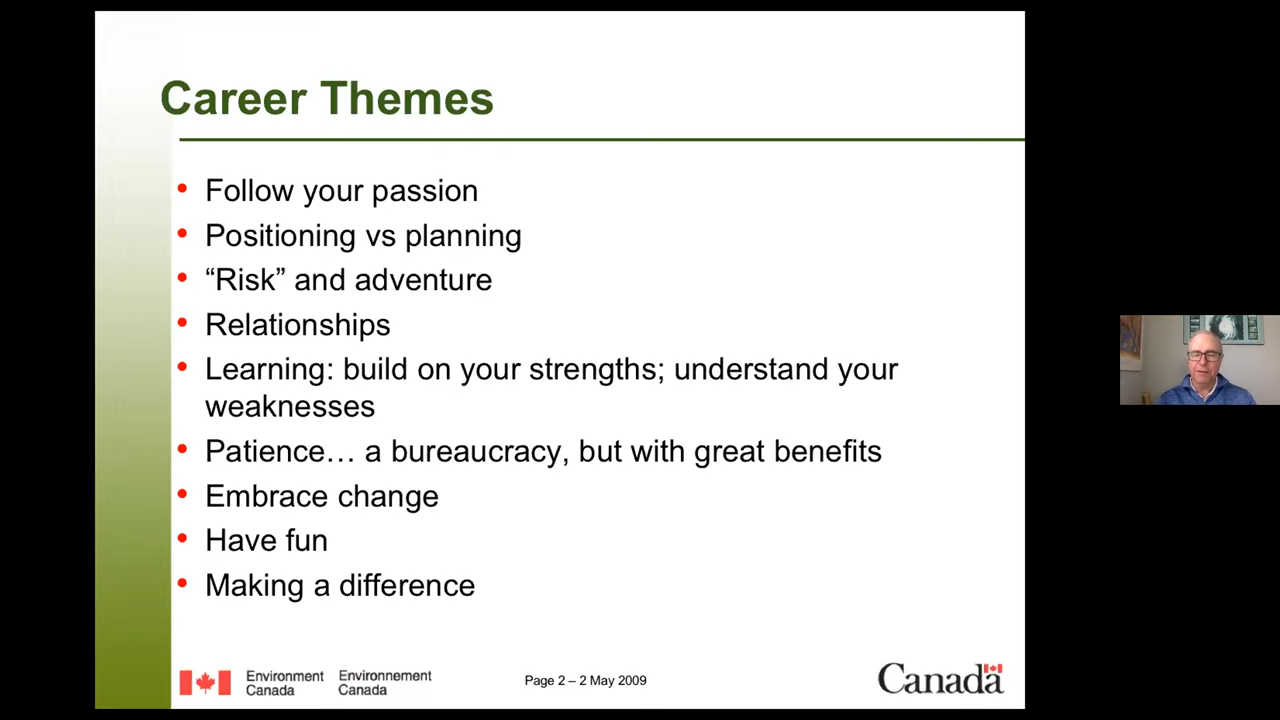 Career Themes
• Follow your passion
• Positioning vs planning
• “Risk” and adventure
• Relationships
• Learning: build on your strengths; understand your
weaknesses
• Patience… a bureaucracy, but with great benefits
• Embrace change
• Have fun
• Making a difference
Environment
Canada
Environnement
Canada
Page 2 – 2 May 2009
Canada